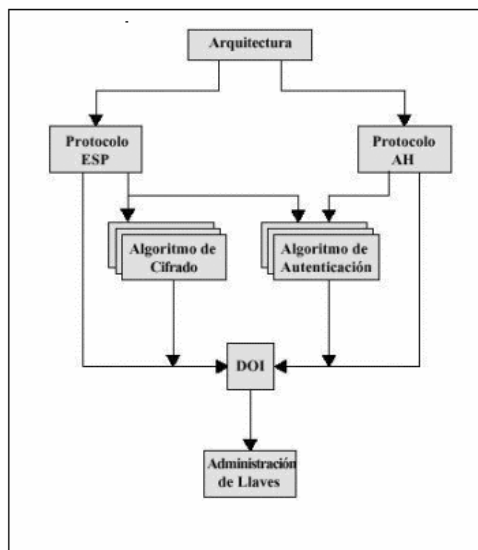 Arquitectura
Protocolo
ESP
Protocolo
AH
Algoritmo de
Cifrado
Algoritmo de
Autenticación
DOI
Administración
de Llaves